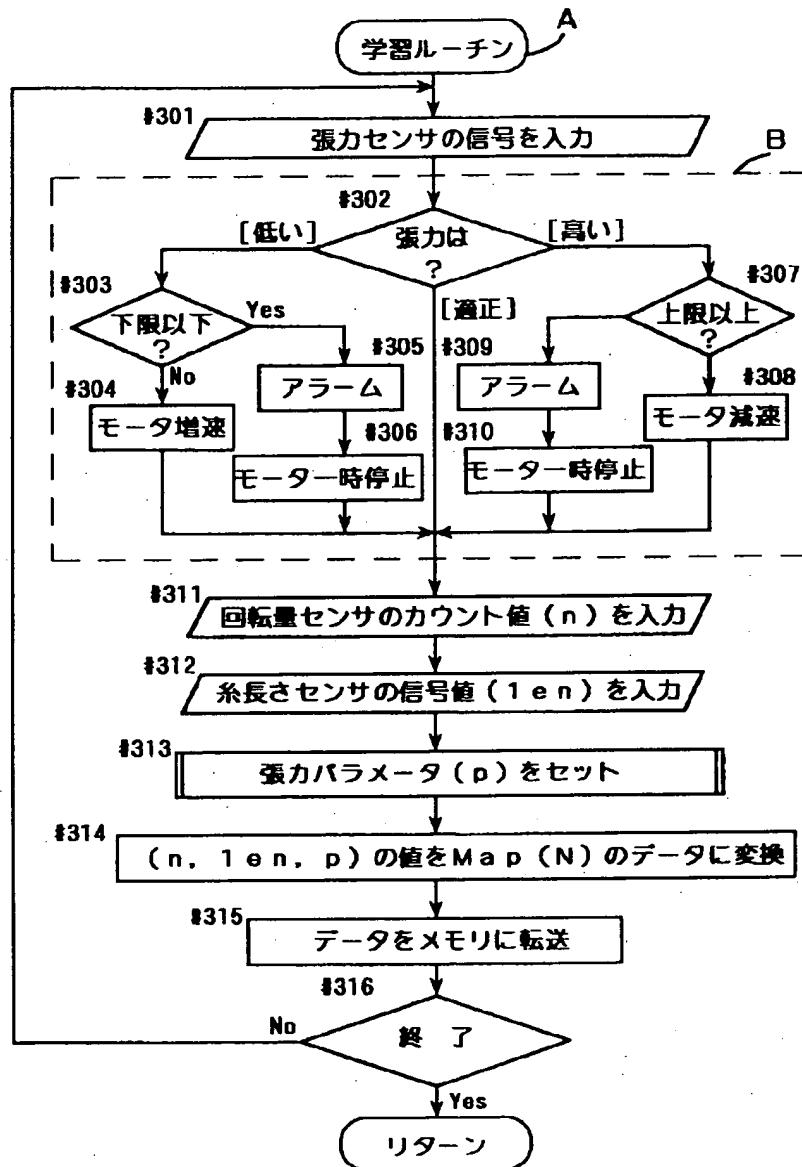 A
学習ルーチン
#301
張力センサの信号を入力
B
#302
[低い]
張力は
?
[高い]
#303
下限以下
?
Yes
No
[適正]
#307
上限以上
?
#304
モータ増速
#305
アラーム
#306
モータ一時停止
#309
アラーム
#310
モータ一時停止
#308
モータ減速
#311
回転量センサのカウント値(n)を入力
#312
糸長さセンサの信号値(1en)を入力
#313
張力パラメータ(p)をセット
#314
(n, 1en, p)の値をMap(N)のデータに変換
#315
データをメモリに転送
#316
No
終 了
Yes
リターン